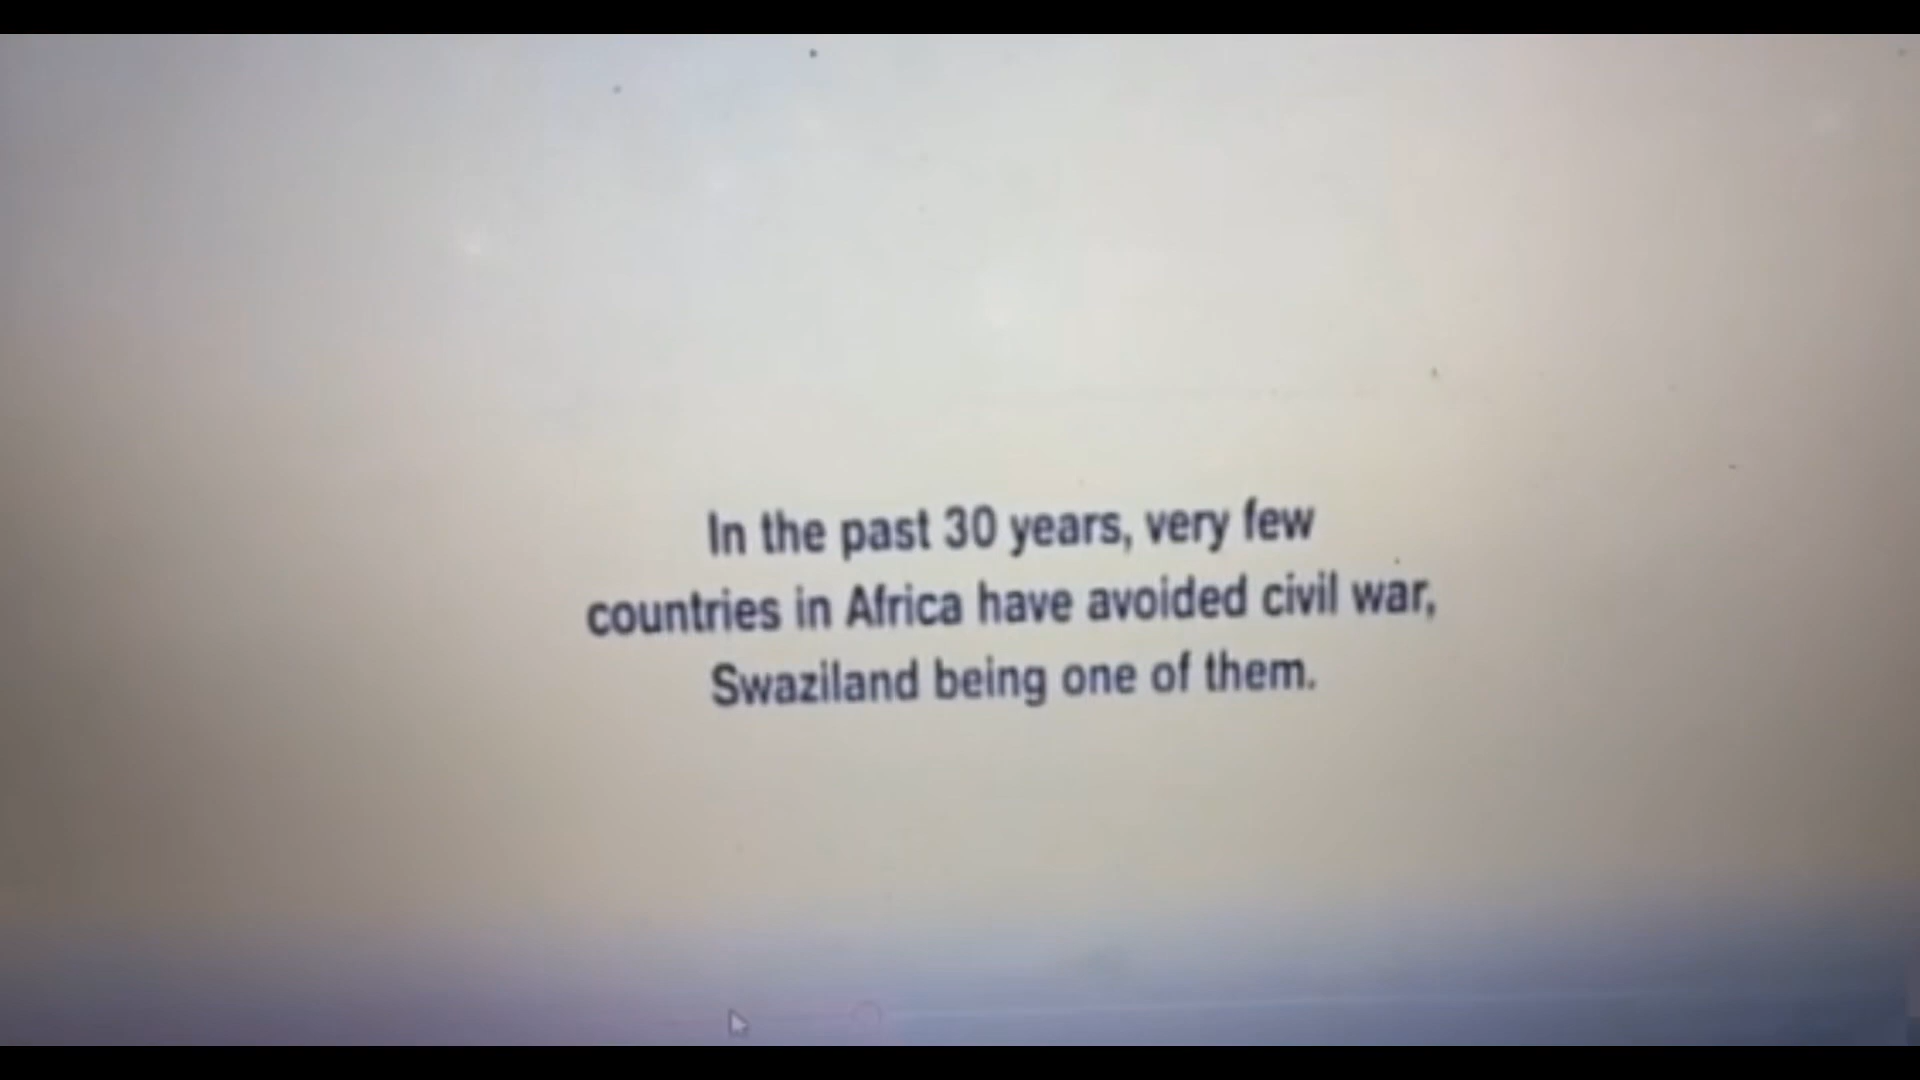 In the past 30 years, very few
countries in Africa have avoided civil war,
Swaziland being one of them.